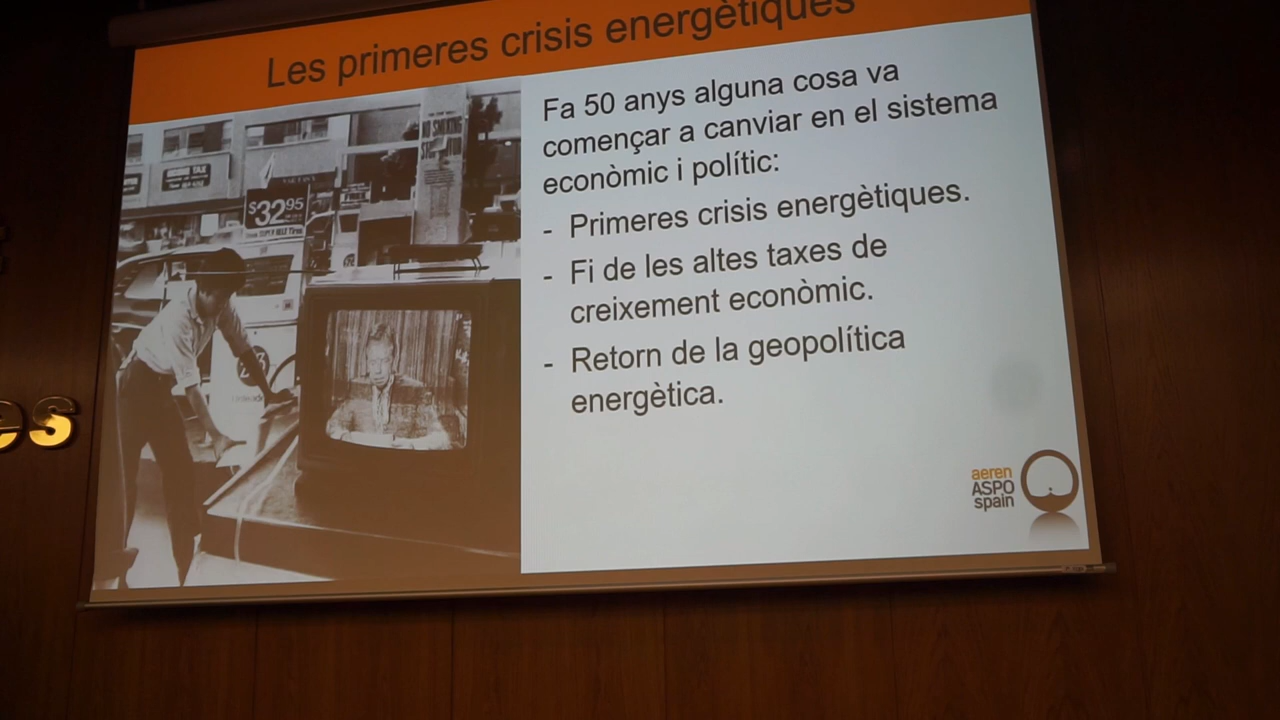 Les primeres crisis energètiques
Fa 50 anys alguna cosa va
començar a canviar en el sistema
econòmic i polític:
- Primeres crisis energètiques.
- Fi de les altes taxes de
creixement econòmic.
- Retorn de la geopolítica
energètica.
$32.95
NO SMOKING
aeren
ASPO
spain
es